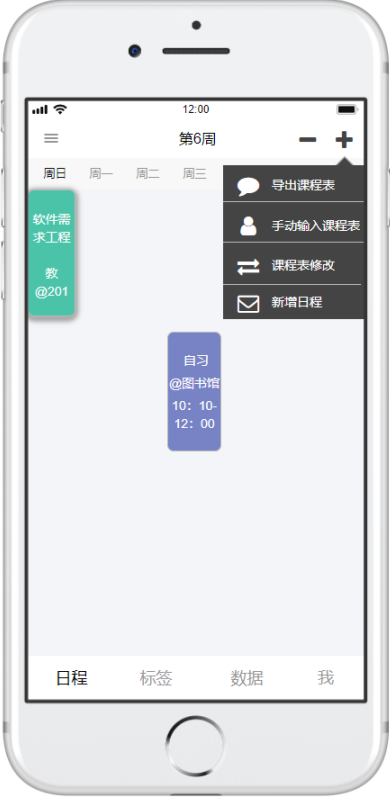 12:00
第6周
周日 周一 周二 周三
导出课程表
手动输入课程表
课程表修改
新增日程
软件需
求工程
教
@201
自习
@图书馆
10：10-
12：00
日程 标签 数据 我